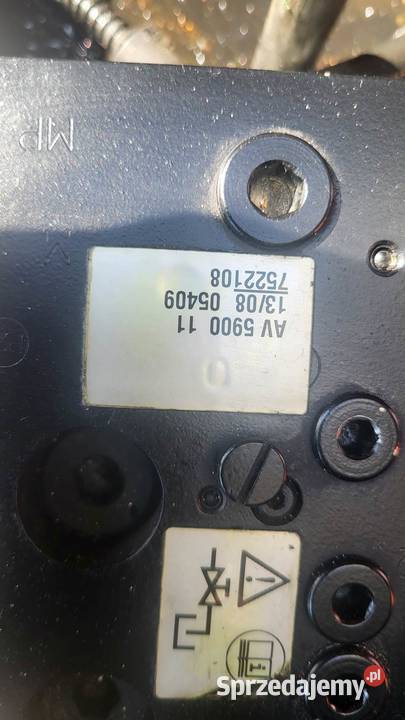 AV 5900 11
13/08 05409
7522108
MP
Sprzedajemy.pl